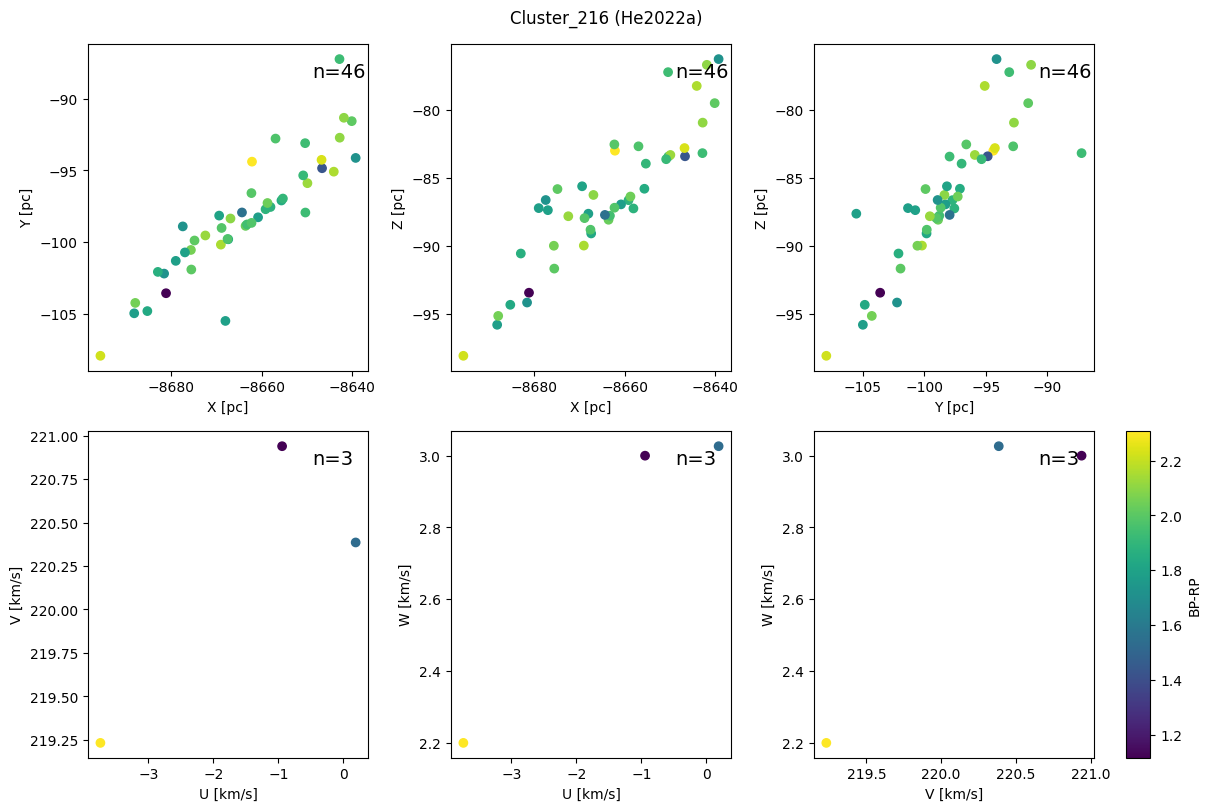 Cluster_216 (He2022a)
n=46
−90
−95
−100
−105
Y [pc]
−8680
−8660
−8640
X [pc]
n=46
−80
−85
−90
−95
Z [pc]
−8680
−8660
−8640
X [pc]
n=46
−80
−85
−90
−95
Z [pc]
−105
−100
−95
−90
Y [pc]
n=3
221.00
220.75
220.50
220.25
220.00
219.75
219.50
219.25
V [km/s]
−3
−2
−1
0
U [km/s]
n=3
3.0
2.8
2.6
2.4
2.2
W [km/s]
−3
−2
−1
0
U [km/s]
n=3
3.0
2.8
2.6
2.4
2.2
W [km/s]
219.5
220.0
220.5
221.0
V [km/s]
2.2
2.0
1.8
1.6
1.4
1.2
BP-RP